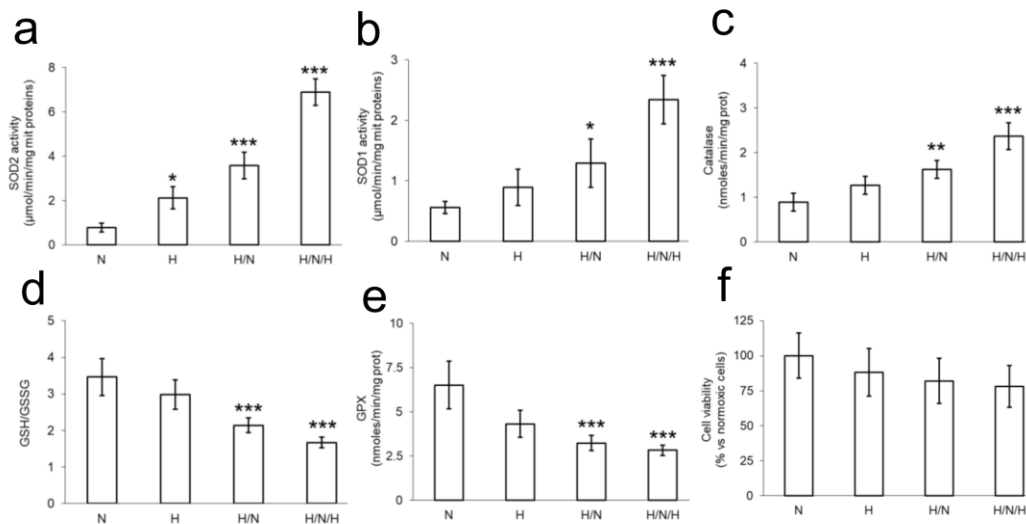 a
SOD2 activity
(µmol/min/mg mit proteins)
8
6
4
2
0
*
***
***
N H H/N H/N/H
b
SOD1 activity
(µmol/min/mg mit proteins)
3
2
1
0
*
***
N H H/N H/N/H
c
Catalase
(nmoles/min/mg prot)
4
3
2
1
0
**
***
N H H/N H/N/H
d
GSH/GSSG
5
4
3
2
1
0
***
***
N H H/N H/N/H
e
GPX
(nmoles/min/mg prot)
10
7.5
5
2.5
0
***
***
N H H/N H/N/H
f
Cell viability
(% vs normoxic cells)
125
100
75
50
25
0
N H H/N H/N/H